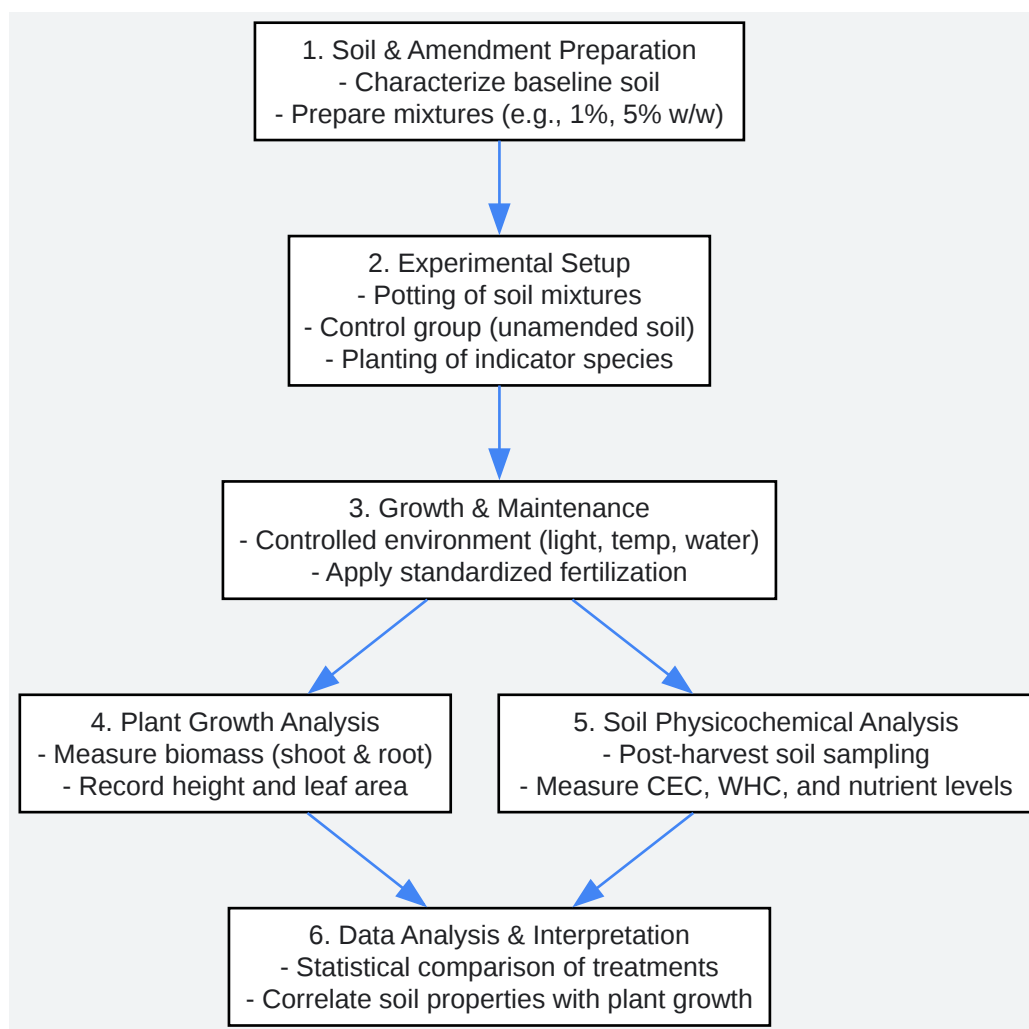 1. Soil & Amendment Preparation
- Characterize baseline soil
- Prepare mixtures (e.g., 1%, 5% w/w)
2. Experimental Setup
- Potting of soil mixtures
- Control group (unamended soil)
- Planting of indicator species
3. Growth & Maintenance
- Controlled environment (light, temp, water)
- Apply standardized fertilization
4. Plant Growth Analysis
- Measure biomass (shoot & root)
- Record height and leaf area
5. Soil Physicochemical Analysis
- Post-harvest soil sampling
- Measure CEC, WHC, and nutrient levels
6. Data Analysis & Interpretation
- Statistical comparison of treatments
- Correlate soil properties with plant growth